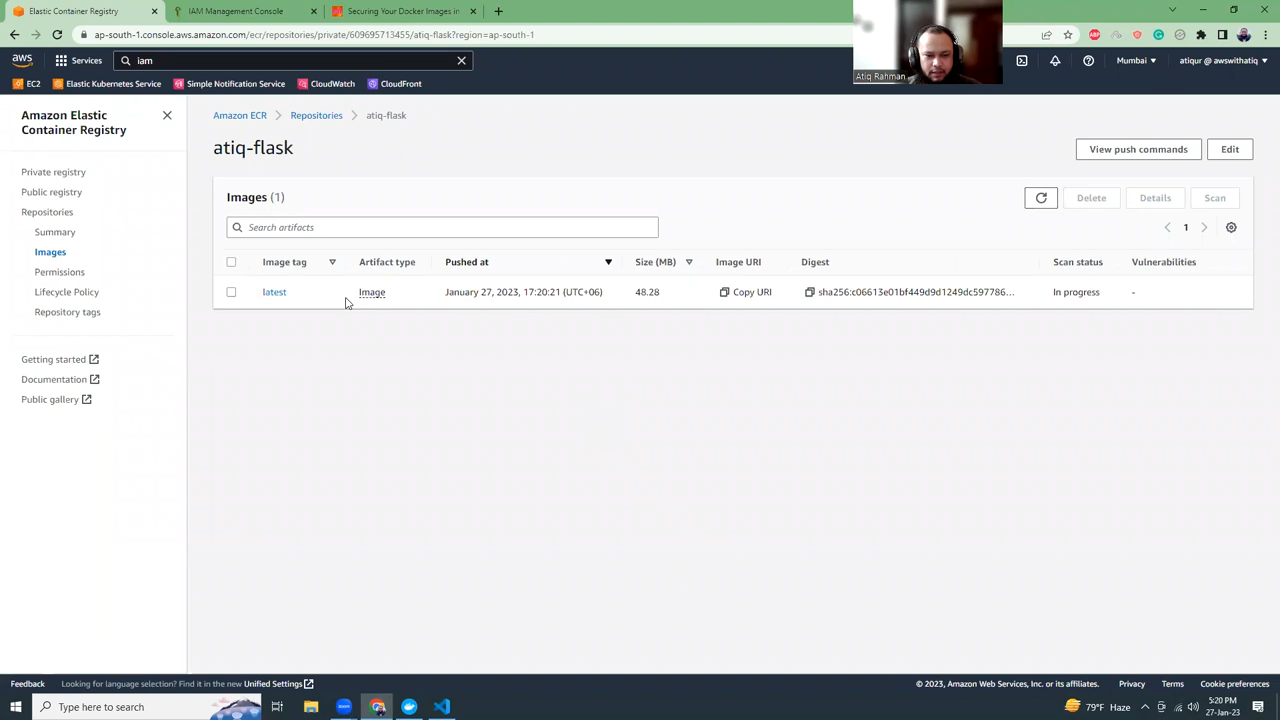 Elastic Container Registry
IAM Management Console
Securing Your Docker Images in
ap-south-1.console.aws.amazon.com/ecr/repositories/private/609695713455/atiq-flask?region=ap-south-1
aws
Services
iam
Mumbai
atiqur @ awswithatiq
Atiq Rahman
EC2
Elastic Kubernetes Service
Simple Notification Service
CloudWatch
CloudFront
Amazon Elastic
Container Registry
Private registry
Public registry
Repositories
Summary
Images
Permissions
Lifecycle Policy
Repository tags
Getting started
Documentation
Public gallery
Amazon ECR
Repositories
atiq-flask
atiq-flask
View push commands
Edit
Images (1)
Delete
Details
Scan
Search artifacts
1
Image tag
Artifact type
Pushed at
Size (MB)
Image URI
Digest
Scan status
Vulnerabilities
latest
Image
January 27, 2023, 17:20:21 (UTC+06)
48.28
Copy URI
sha256:c06613e01bf449d9d1249dc597786...
In progress
-
Feedback
Looking for language selection? Find it in the new Unified Settings
© 2023, Amazon Web Services, Inc. or its affiliates.
Privacy
Terms
Cookie preferences
Type here to search
zoom
79°F Haze
5:20 PM
27-Jan-23